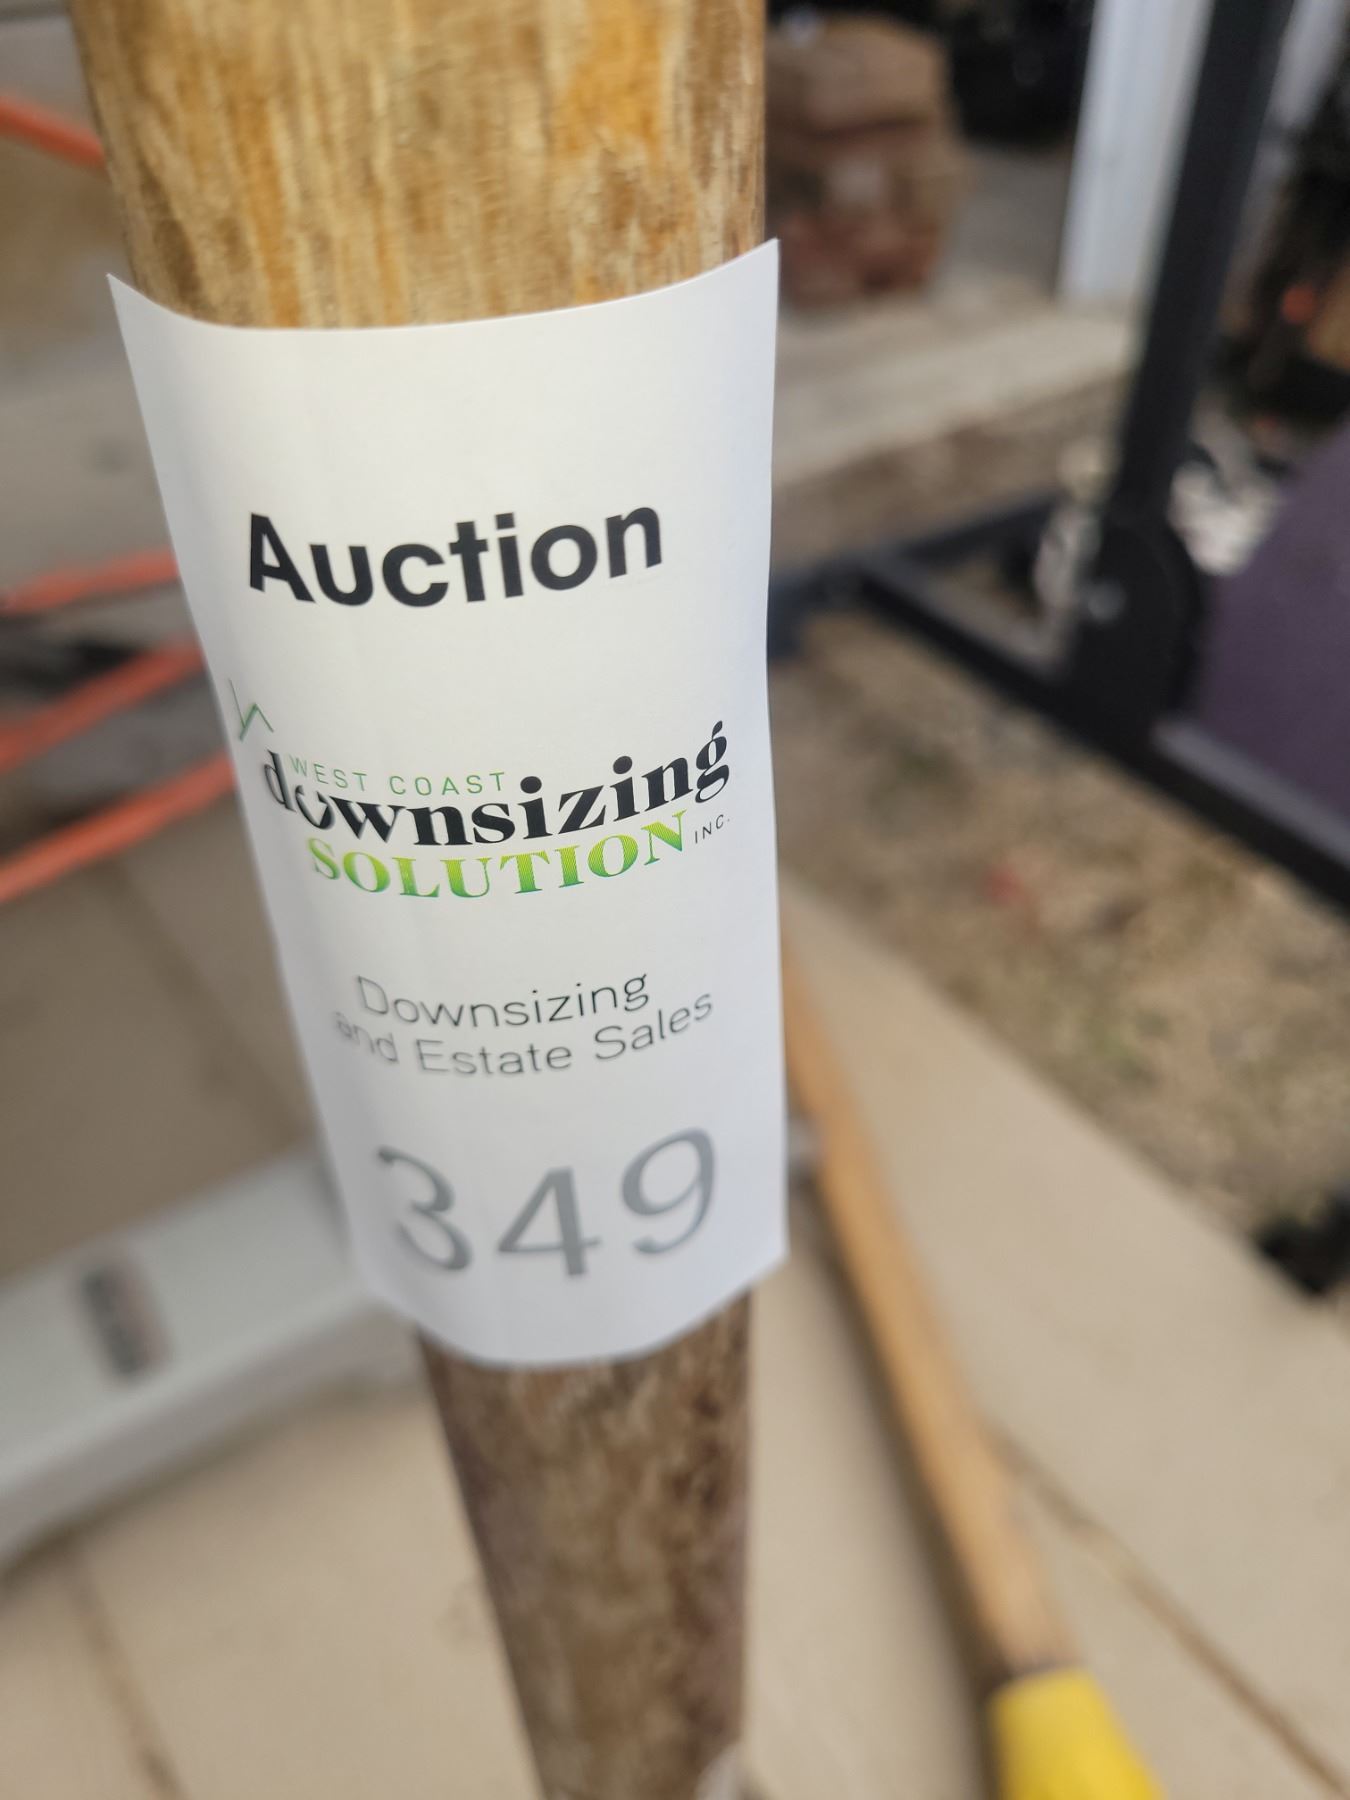 Auction
WEST COAST
downsizing
SOLUTION INC.
Downsizing
and Estate Sales
349